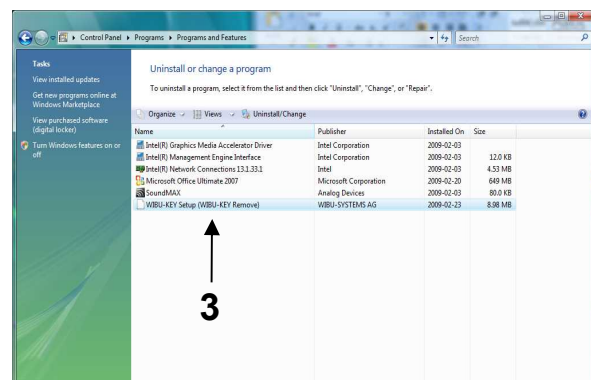 Control Panel ▸ Programs ▸ Programs and Features
Search
Tasks
View installed updates
Get new programs online at
Windows Marketplace
View purchased software
(digital locker)
Turn Windows features on or
off
Uninstall or change a program
To uninstall a program, select it from the list and then click "Uninstall", "Change", or "Repair".
Organize Views Uninstall/Change
Name Publisher Installed On Size
Intel(R) Graphics Media Accelerator Driver Intel Corporation 2009-02-03
Intel(R) Management Engine Interface Intel Corporation 2009-02-03 12.0 KB
Intel(R) Network Connections 13.1.33.1 Intel 2009-02-03 4.53 MB
Microsoft Office Ultimate 2007 Microsoft Corporation 2009-02-20 649 MB
SoundMAX Analog Devices 2009-02-03 80.0 KB
WIBU-KEY Setup (WIBU-KEY Remove) WIBU-SYSTEMS AG 2009-02-23 8.98 MB
3